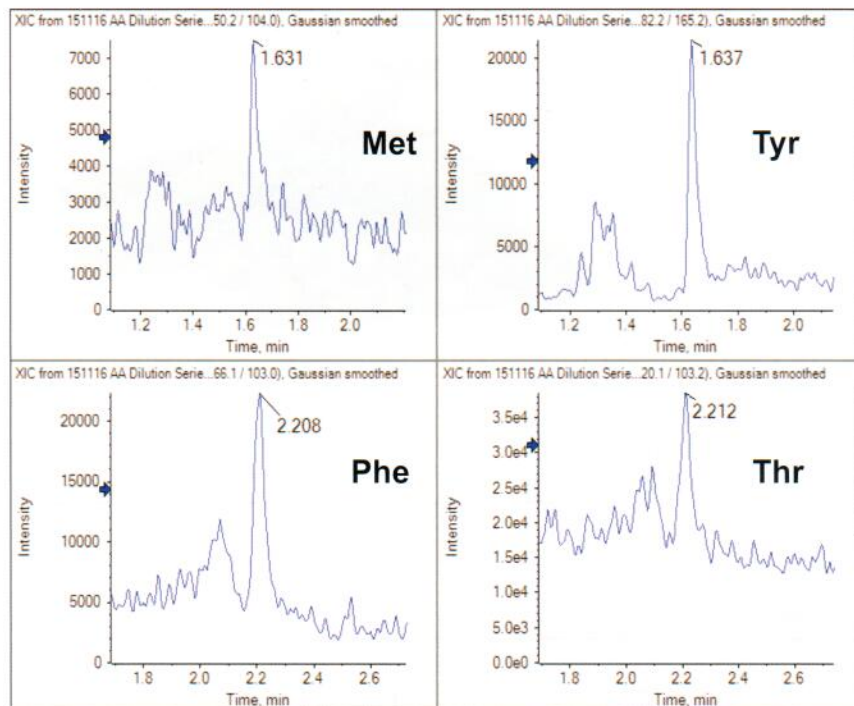 XIC from 151116 AA Dilution Serie...50.2 / 104.0), Gaussian smoothed
7000
6000
5000
4000
3000
2000
1000
0
Intensity
1.631
Met
1.2 1.4 1.6 1.8 2.0
Time, min
XIC from 151116 AA Dilution Serie...82.2 / 165.2), Gaussian smoothed
20000
15000
10000
5000
0
Intensity
1.637
Tyr
1.2 1.4 1.6 1.8 2.0
Time, min
XIC from 151116 AA Dilution Serie...66.1 / 103.0), Gaussian smoothed
20000
15000
10000
5000
0
Intensity
2.208
Phe
1.8 2.0 2.2 2.4 2.6
Time, min
XIC from 151116 AA Dilution Serie...20.1 / 103.2), Gaussian smoothed
3.5e4
3.0e4
2.5e4
2.0e4
1.5e4
1.0e4
5.0e3
0.0e0
Intensity
2.212
Thr
1.8 2.0 2.2 2.4 2.6
Time, min